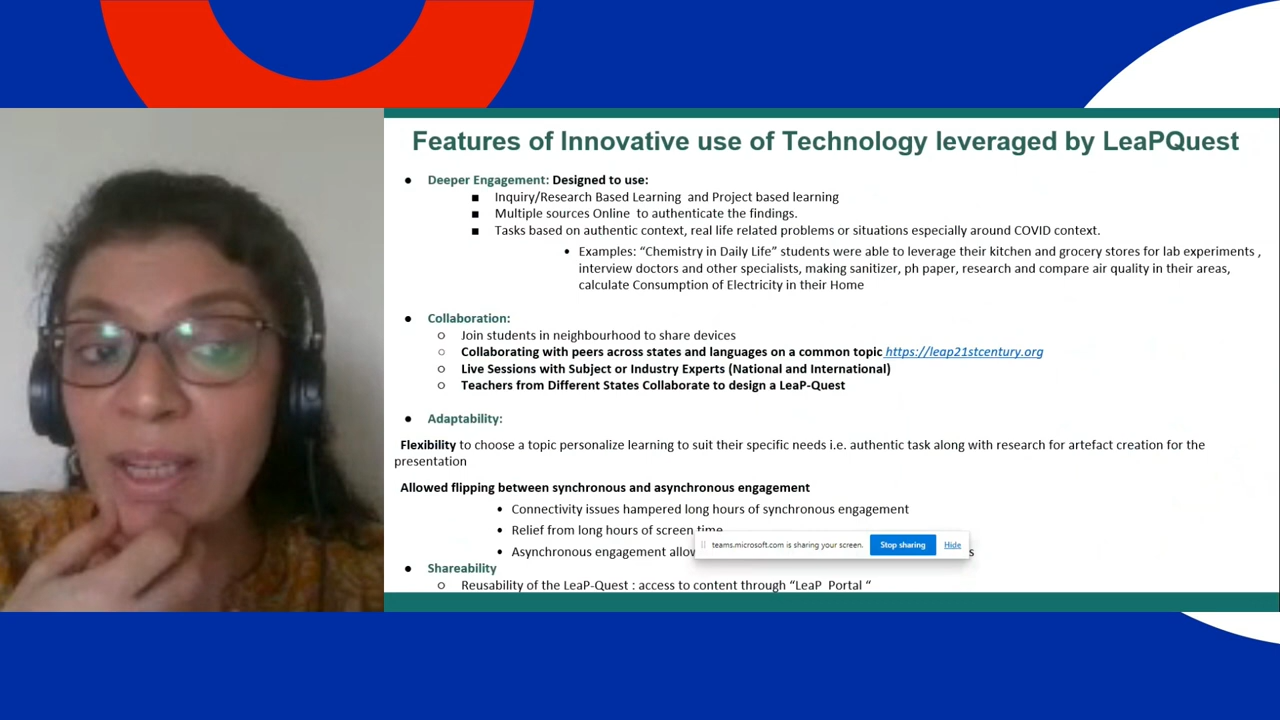 Features of Innovative use of Technology leveraged by LeaPQuest
● Deeper Engagement: Designed to use:
■ Inquiry/Research Based Learning and Project based learning
■ Multiple sources Online to authenticate the findings.
■ Tasks based on authentic context, real life related problems or situations especially around COVID context.
• Examples: “Chemistry in Daily Life” students were able to leverage their kitchen and grocery stores for lab experiments ,
interview doctors and other specialists, making sanitizer, ph paper, research and compare air quality in their areas,
calculate Consumption of Electricity in their Home
● Collaboration:
○ Join students in neighbourhood to share devices
○ Collaborating with peers across states and languages on a common topic https://leap21stcentury.org
○ Live Sessions with Subject or Industry Experts (National and International)
○ Teachers from Different States Collaborate to design a LeaP-Quest
● Adaptability:
Flexibility to choose a topic personalize learning to suit their specific needs i.e. authentic task along with research for artefact creation for the
presentation
Allowed flipping between synchronous and asynchronous engagement
• Connectivity issues hampered long hours of synchronous engagement
• Relief from long hours of screen time
teams.microsoft.com is sharing your screen. Stop sharing Hide
• Asynchronous engagement
● Shareability
○ Reusability of the LeaP-Quest : access to content through “LeaP Portal “